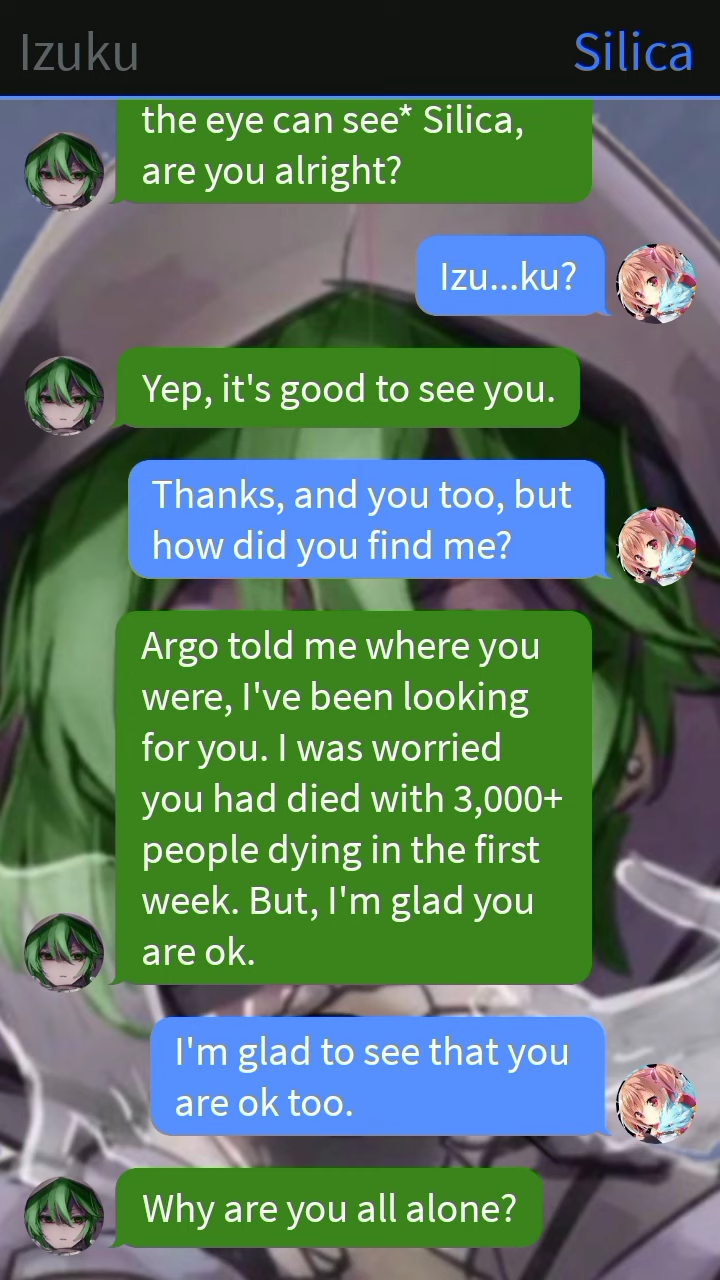 Izuku
Silica
the eye can see* Silica,
are you alright?
Izu...ku?
Yep, it's good to see you.
Thanks, and you too, but
how did you find me?
Argo told me where you
were, I've been looking
for you. I was worried
you had died with 3,000+
people dying in the first
week. But, I'm glad you
are ok.
I'm glad to see that you
are ok too.
Why are you all alone?